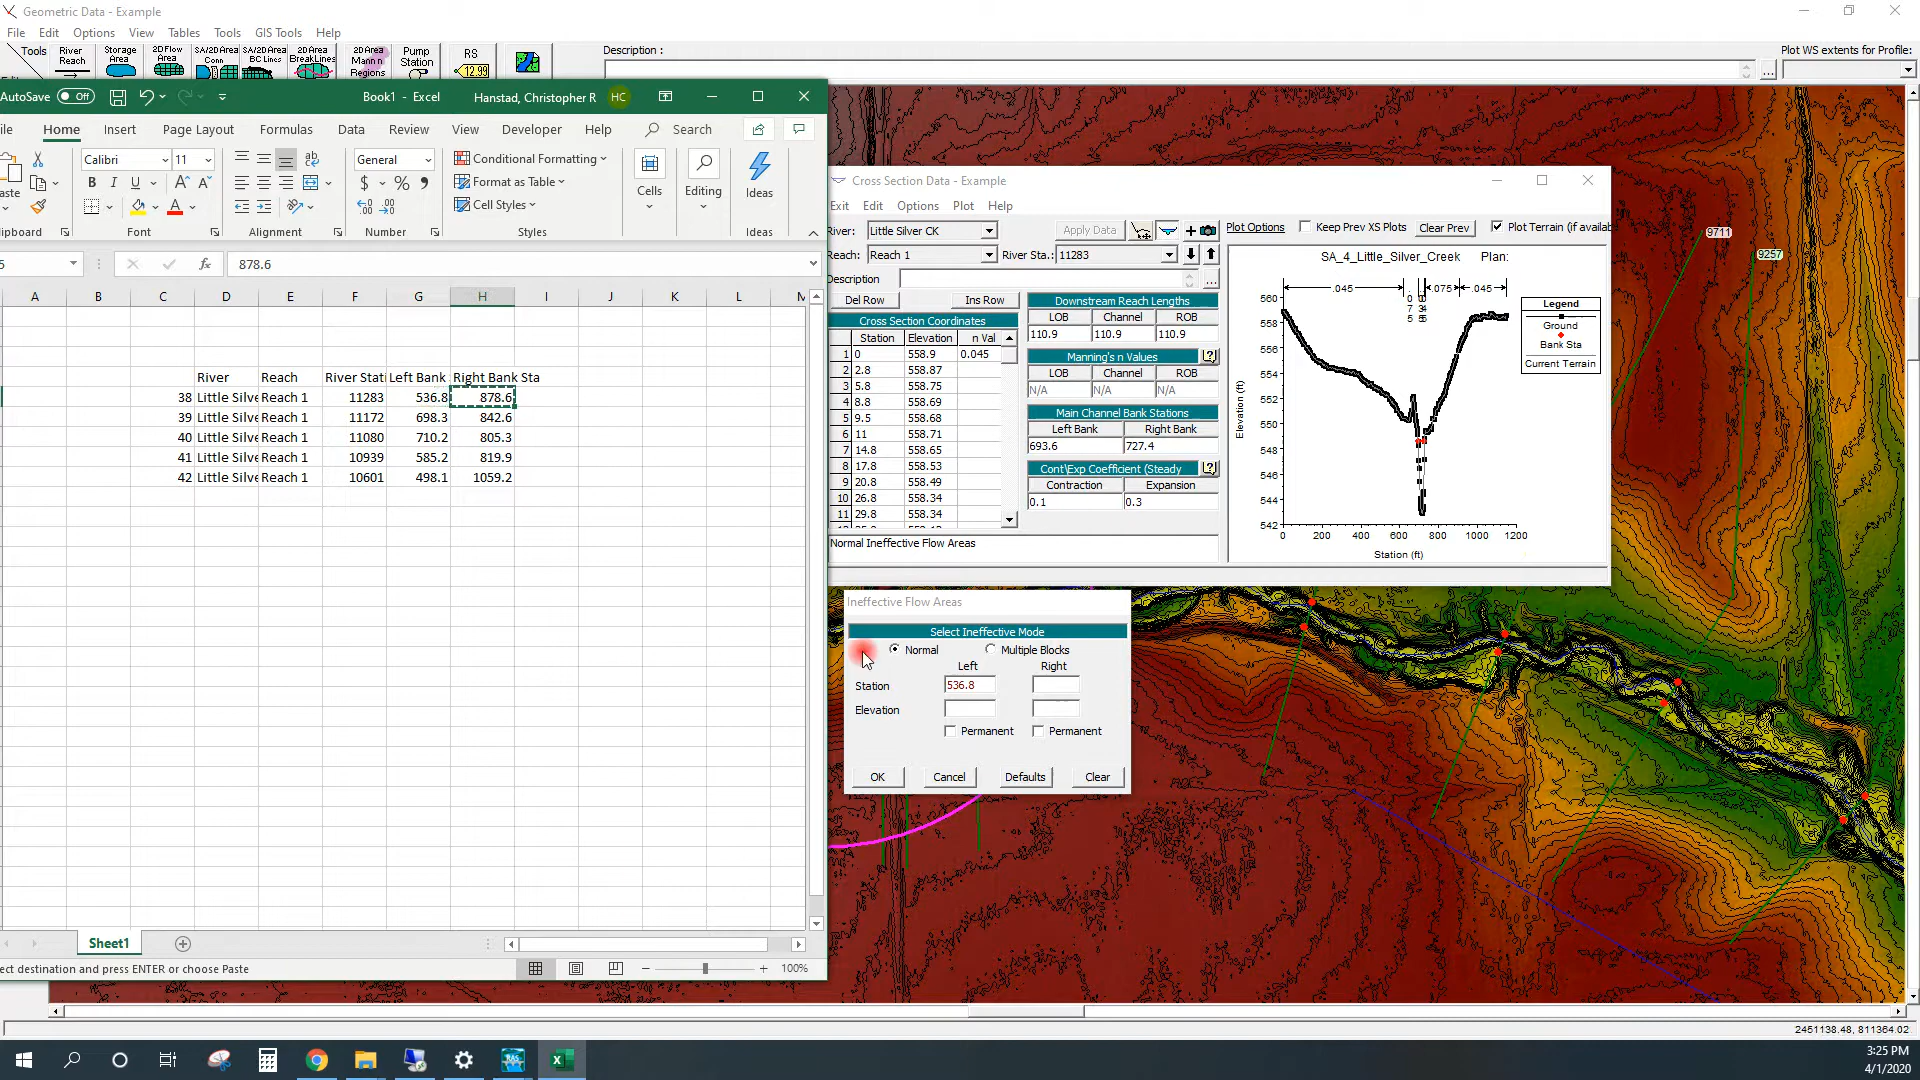 Geometric Data - Example
File Edit Options View Tables Tools GIS Tools Help
Tools River Reach Storage Area 2D Flow Area SA/2D Area Conn SA/2D Area BC Lines 2D Area BreakLines 2D Area Mann n Regions Pump Station RS 12.99 Description : Plot WS extents for Profile:
AutoSave Off Book1 - Excel Hanstad, Christopher R HC
ile Home Insert Page Layout Formulas Data Review View Developer Help Search
Calibri 11 General Conditional Formatting
aste B I U $ % Format as Table Cells Editing Ideas
Cell Styles
lipboard Font Alignment Number Styles Ideas
5 fx 878.6
A B C D E F G H I J K L M
River Reach River Stati Left Bank Right Bank Sta
38 Little Silve Reach 1 11283 536.8 878.6
39 Little Silve Reach 1 11172 698.3 842.6
40 Little Silve Reach 1 11080 710.2 805.3
41 Little Silve Reach 1 10939 585.2 819.9
42 Little Silve Reach 1 10601 498.1 1059.2
Sheet1
ect destination and press ENTER or choose Paste 100%
Cross Section Data - Example
Exit Edit Options Plot Help
River: Little Silver CK Apply Data Plot Options Keep Prev XS Plots Clear Prev Plot Terrain (if availab
Reach: Reach 1 River Sta.: 11283
Description
Del Row Ins Row Downstream Reach Lengths
Cross Section Coordinates LOB Channel ROB
Station Elevation n Val 110.9 110.9 110.9
1 0 558.9 0.045 Manning's n Values
2 2.8 558.87 LOB Channel ROB
3 5.8 558.75 N/A N/A N/A
4 8.8 558.69
5 9.5 558.68 Main Channel Bank Stations
6 11 558.71 Left Bank Right Bank
7 14.8 558.65 693.6 727.4
8 17.8 558.53 Cont\Exp Coefficient (Steady
9 20.8 558.49 Contraction Expansion
10 26.8 558.34 0.1 0.3
11 29.8 558.34
Normal Ineffective Flow Areas
SA_4_Little_Silver_Creek Plan:
.045 .075 .045
Legend
Ground
Bank Sta
Current Terrain
Elevation (ft)
560
558
556
554
552
550
548
546
544
542
0 200 400 600 800 1000 1200
Station (ft)
9711
9257
Ineffective Flow Areas
Select Ineffective Mode
Normal Multiple Blocks
Left Right
Station 536.8
Elevation
Permanent Permanent
OK Cancel Defaults Clear
2451138.48, 811364.02
3:25 PM
4/1/2020